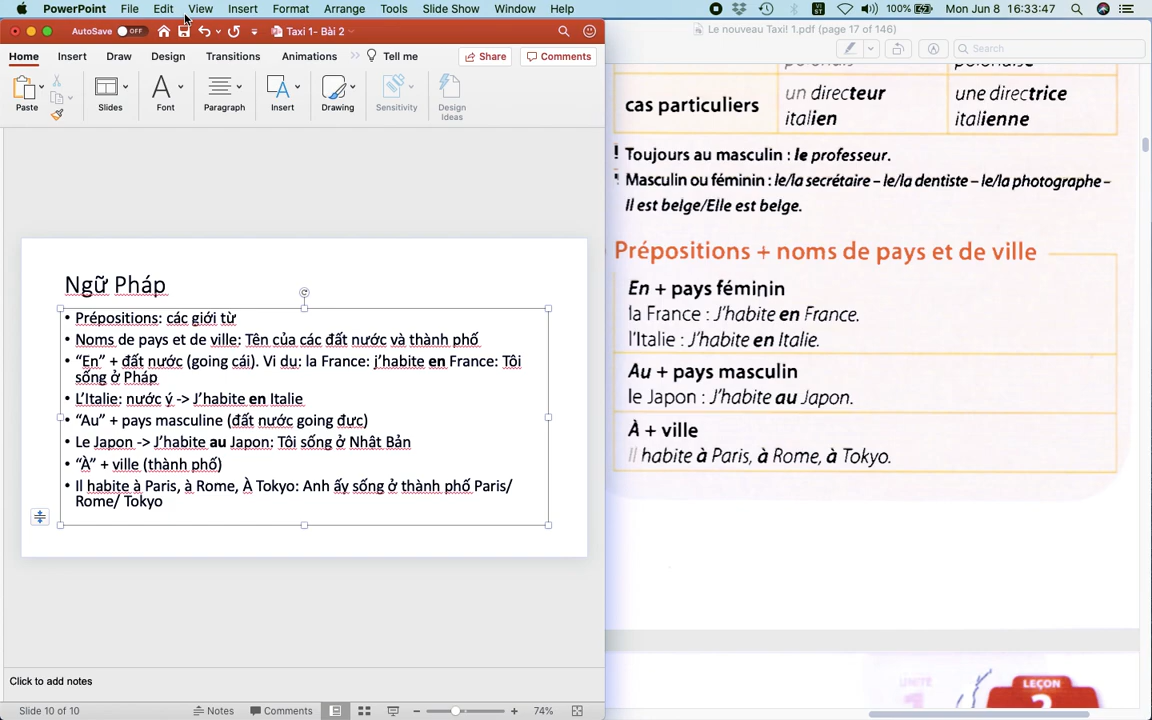 PowerPoint File Edit View Insert Format Arrange Tools Slide Show Window Help VI ST 100% Mon Jun 8 16:33:47
AutoSave OFF Taxi 1- Bài 2
Home Insert Draw Design Transitions Animations Tell me Share Comments
Paste Slides Font Paragraph Insert Drawing Sensitivity Design Ideas
Ngữ Pháp
• Prépositions: các giới từ
• Noms de pays et de ville: Tên của các đất nước và thành phố
• “En” + đất nước (going cái). Vi du: la France: j’habite en France: Tôi
sống ở Pháp
• L’Italie: nước ý -> J’habite en Italie
• “Au” + pays masculine (đất nước going đực)
• Le Japon -> J’habite au Japon: Tôi sống ở Nhật Bản
• “À” + ville (thành phố)
• Il habite à Paris, à Rome, À Tokyo: Anh ấy sống ở thành phố Paris/
Rome/ Tokyo
Click to add notes
Slide 10 of 10 Notes Comments 74%
Le nouveau Taxi! 1.pdf (page 17 of 146)
Search
polonais polonaise
cas particuliers un directeur une directrice
italien italienne
! Toujours au masculin : le professeur.
! Masculin ou féminin : le/la secrétaire – le/la dentiste – le/la photographe –
Il est belge/Elle est belge.
Prépositions + noms de pays et de ville
En + pays féminin
la France : J’habite en France.
l’Italie : J’habite en Italie.
Au + pays masculin
le Japon : J’habite au Japon.
À + ville
Il habite à Paris, à Rome, à Tokyo.
UNITÉ
1
LEÇON
2